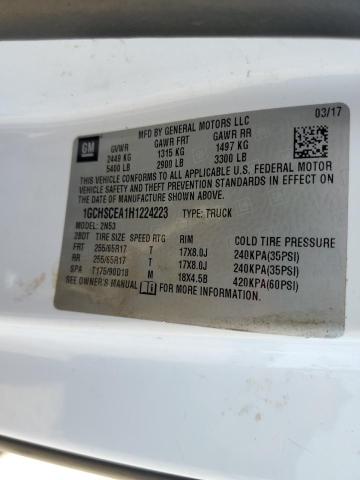 MFD BY GENERAL MOTORS LLC
03/17
GM
GVWR GAWR FRT GAWR RR
2449 KG 1315 KG 1497 KG
5400 LB 2900 LB 3300 LB
THIS VEHICLE CONFORMS TO ALL APPLICABLE U.S. FEDERAL
MOTOR VEHICLE SAFETY AND THEFT PREVENTION STANDARDS IN
EFFECT ON THE DATE OF MANUFACTURE SHOWN ABOVE.
1GCHSCEA1H1224223 TYPE: TRUCK
MODEL: 2N53
2BDT TIRE SIZE SPEED RTG RIM COLD TIRE PRESSURE
FRT 255/65R17 T 17X8.0J 240KPA(35PSI)
RR 255/65R17 T 17X8.0J 240KPA(35PSI)
SPA T175/90D18 M 18X4.5B 420KPA(60PSI)
SEE OWNER'S MANUAL FOR MORE INFORMATION.